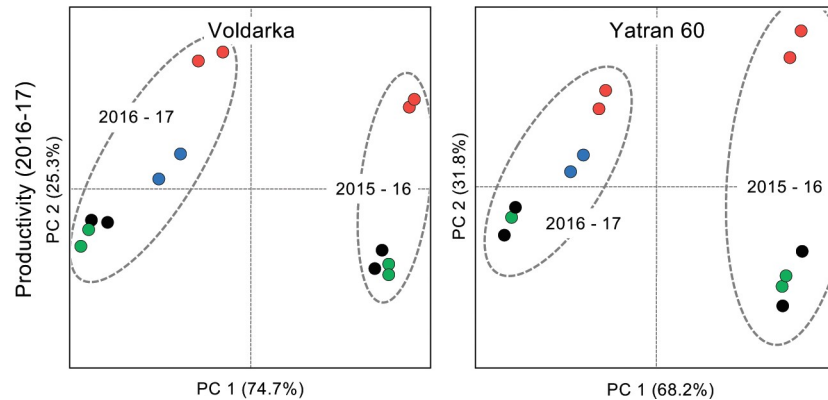 Voldarka
Yatran 60
Productivity (2016-17)
PC 2 (25.3%)
2016 - 17
2015 - 16
PC 1 (74.7%)
PC 2 (31.8%)
2016 - 17
2015 - 16
PC 1 (68.2%)